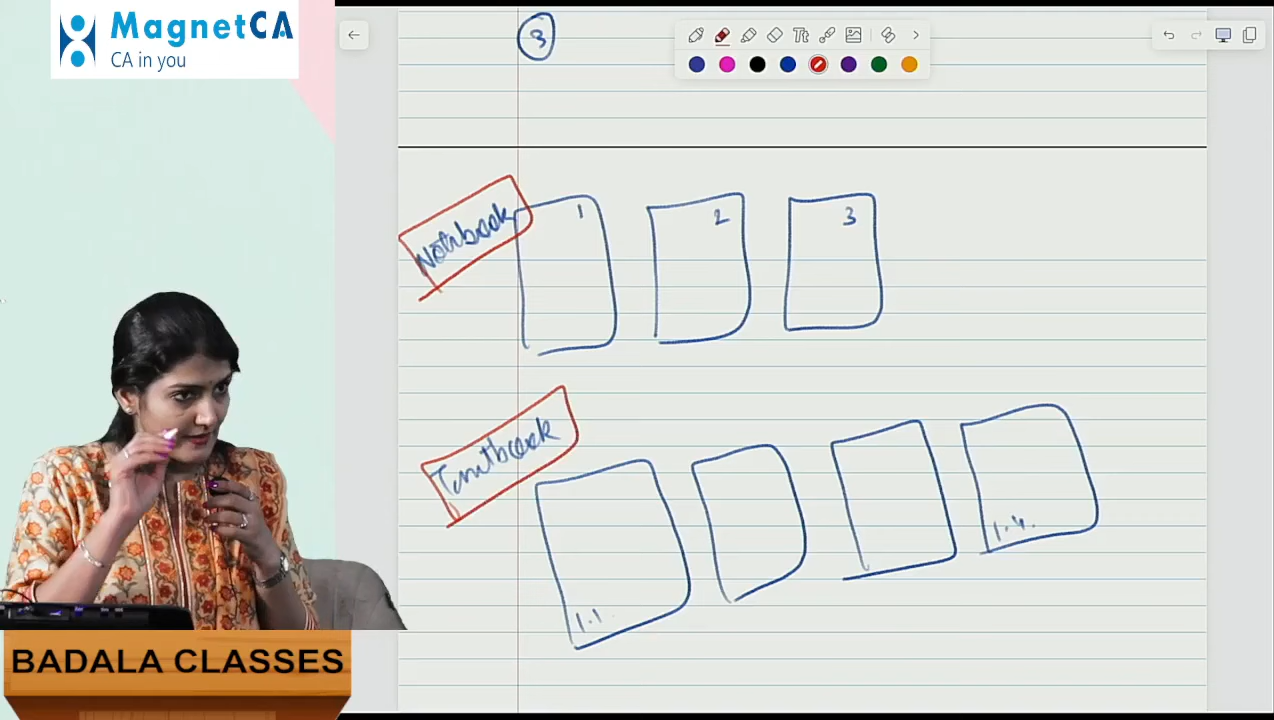 MagnetCA
CA in you
3
Notebook
1
2
3
Textbook
1.1
1.4
BADALA CLASSES